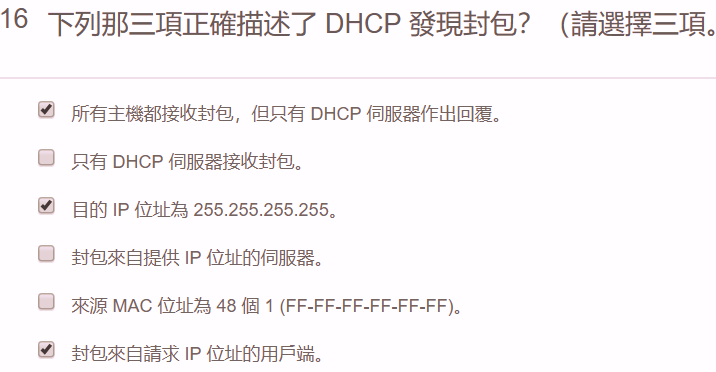 16 下列那三項正確描述了 DHCP 發現封包？（請選擇三項。
所有主機都接收封包，但只有 DHCP 伺服器作出回覆。
只有 DHCP 伺服器接收封包。
目的 IP 位址為 255.255.255.255。
封包來自提供 IP 位址的伺服器。
來源 MAC 位址為 48 個 1 (FF-FF-FF-FF-FF-FF)。
封包來自請求 IP 位址的用戶端。